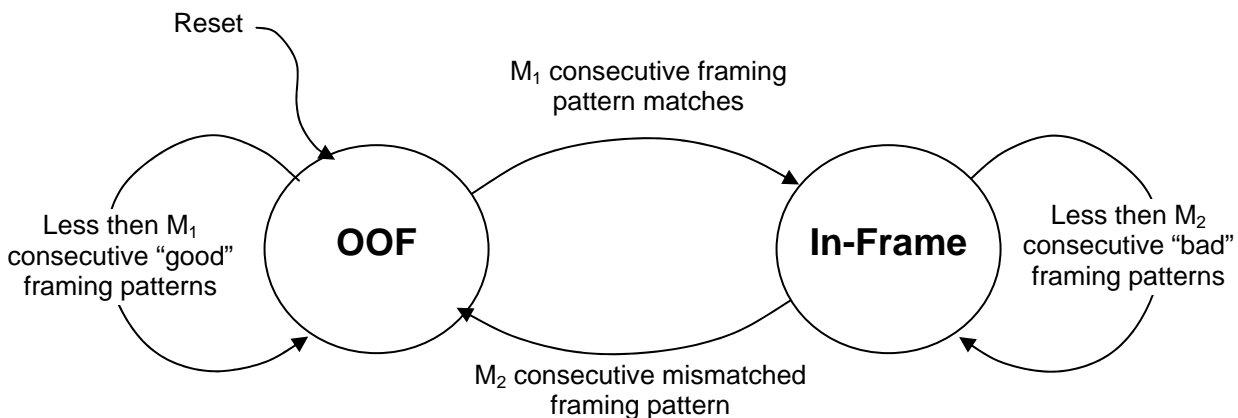 Reset
M₁ consecutive framing
pattern matches
Less then M₁
consecutive “good”
framing patterns
OOF
In-Frame
Less then M₂
consecutive “bad”
framing patterns
M₂ consecutive mismatched
framing pattern